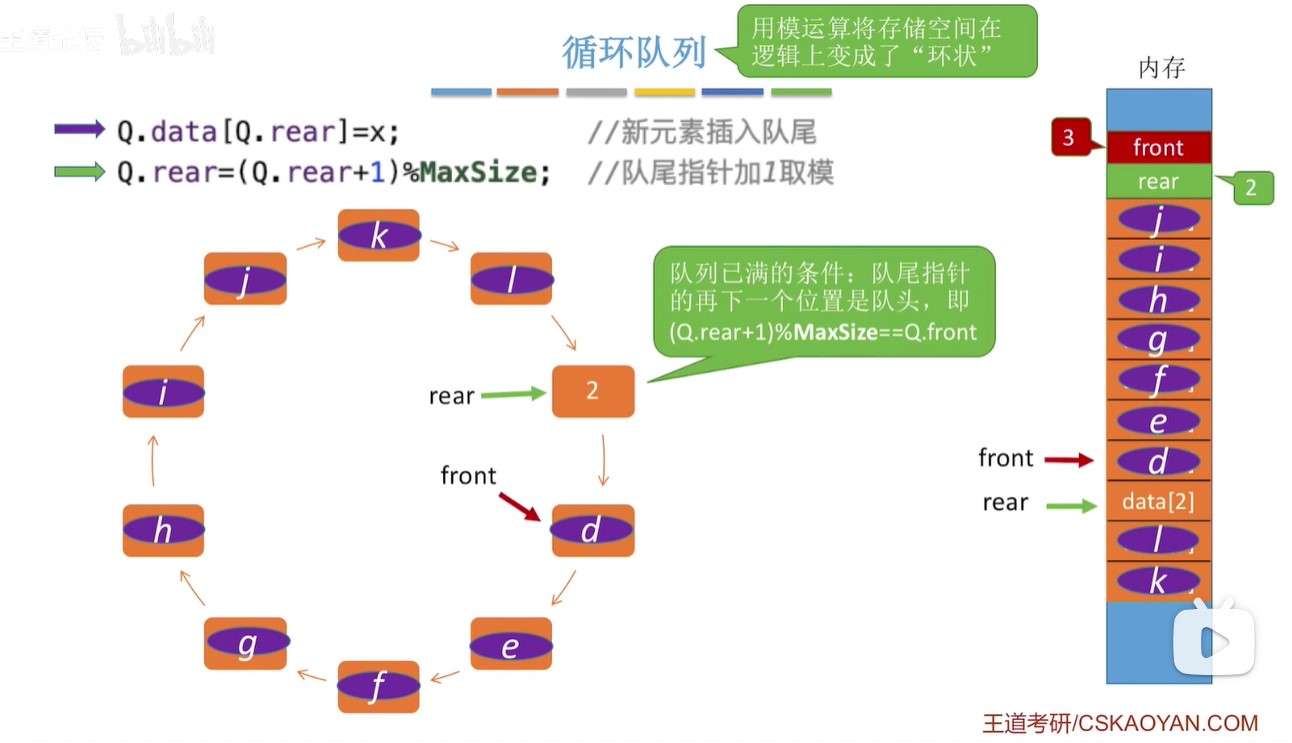 bilibili
循环队列
用模运算将存储空间在
逻辑上变成了“环状”
内存
Q.data[Q.rear]=x; //新元素插入队尾
Q.rear=(Q.rear+1)%MaxSize; //队尾指针加1取模
k
l
2
d
e
f
g
h
i
j
rear
front
队列已满的条件：队尾指针
的再下一个位置是队头，即
(Q.rear+1)%MaxSize==Q.front
3
front
rear
2
j
i
h
g
f
e
front
d
rear
data[2]
l
k
王道考研/CSKAOYAN.COM